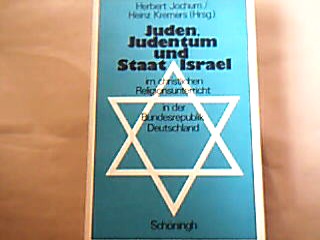 Herbert Jochum /
Heinz Kremers (Hrsg.)
Juden,
Judentum
und
Staat Israel
im christlichen
Religionsunterricht
in der
Bundesrepublik
Deutschland
Schöningh